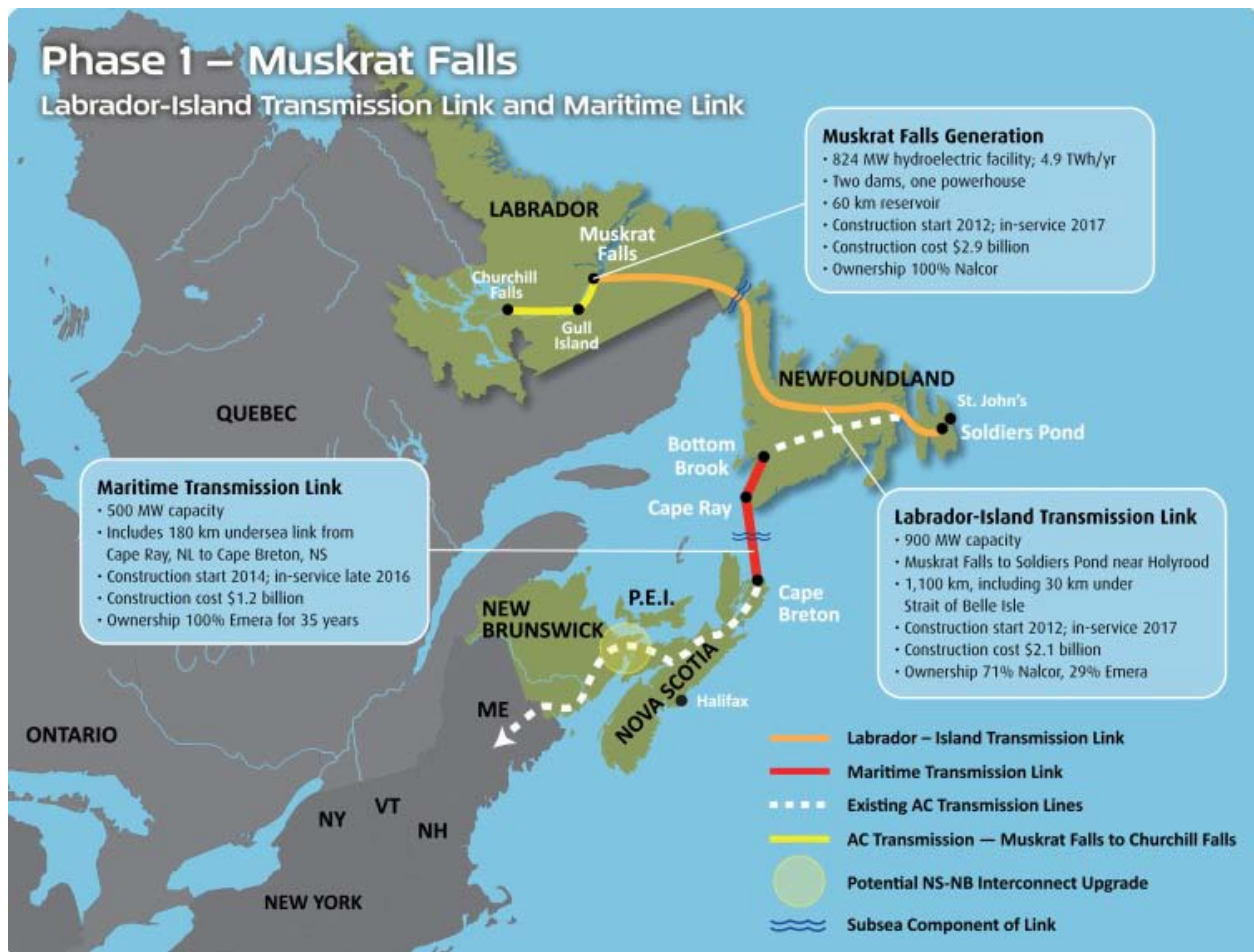 Phase 1 – Muskrat Falls
Labrador-Island Transmission Link and Maritime Link
Muskrat Falls Generation
• 824 MW hydroelectric facility; 4.9 TWh/yr
• Two dams, one powerhouse
• 60 km reservoir
• Construction start 2012; in-service 2017
• Construction cost $2.9 billion
• Ownership 100% Nalcor
LABRADOR
Muskrat
Falls
Churchill
Falls
Gull
Island
QUEBEC
NEWFOUNDLAND
St. John's
Soldiers Pond
Bottom
Brook
Cape Ray
Maritime Transmission Link
• 500 MW capacity
• Includes 180 km undersea link from
Cape Ray, NL to Cape Breton, NS
• Construction start 2014; in-service late 2016
• Construction cost $1.2 billion
• Ownership 100% Emera for 35 years
Labrador-Island Transmission Link
• 900 MW capacity
• Muskrat Falls to Soldiers Pond near Holyrood
• 1,100 km, including 30 km under
Strait of Belle Isle
• Construction start 2012; in-service 2017
• Construction cost $2.1 billion
• Ownership 71% Nalcor, 29% Emera
P.E.I.
Cape
Breton
NEW
BRUNSWICK
NOVA SCOTIA
Halifax
ME
ONTARIO
NY
VT
NH
NEW YORK
Labrador – Island Transmission Link
Maritime Transmission Link
Existing AC Transmission Lines
AC Transmission — Muskrat Falls to Churchill Falls
Potential NS-NB Interconnect Upgrade
Subsea Component of Link